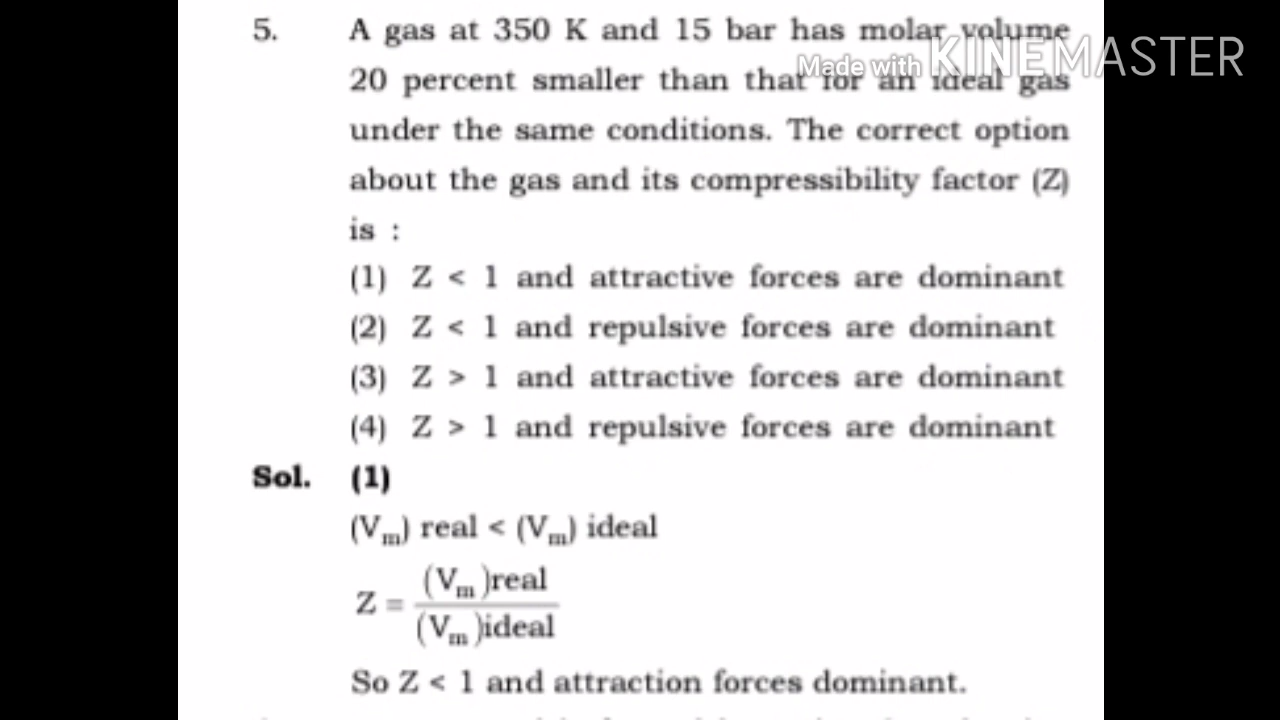 5. A gas at 350 K and 15 bar has molar volume
Made with KINEMASTER
20 percent smaller than that for an ideal gas
under the same conditions. The correct option
about the gas and its compressibility factor (Z)
is :
(1) Z < 1 and attractive forces are dominant
(2) Z < 1 and repulsive forces are dominant
(3) Z > 1 and attractive forces are dominant
(4) Z > 1 and repulsive forces are dominant
Sol. (1)
(Vm) real < (Vm) ideal
Z = (Vm)real / (Vm)ideal
So Z < 1 and attraction forces dominant.